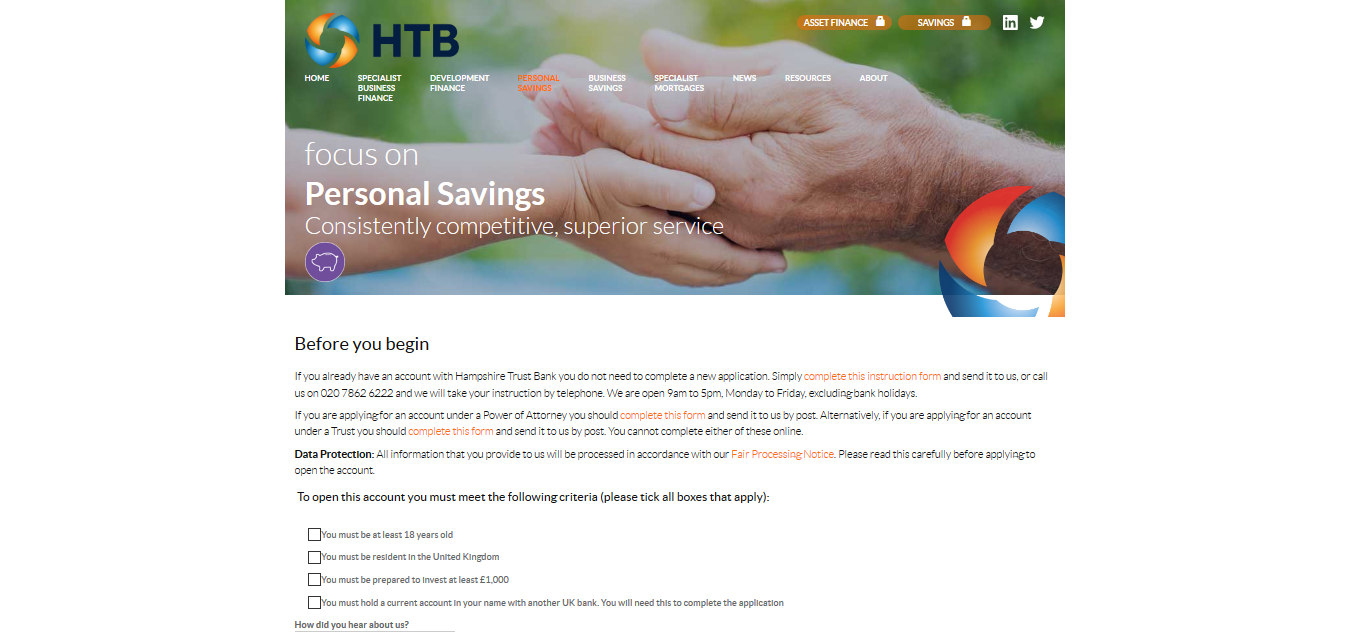 HTB
ASSET FINANCE
SAVINGS
HOME
SPECIALIST
BUSINESS
FINANCE
DEVELOPMENT
FINANCE
PERSONAL
SAVINGS
BUSINESS
SAVINGS
SPECIALIST
MORTGAGES
NEWS
RESOURCES
ABOUT
focus on
Personal Savings
Consistently competitive, superior service
Before you begin
If you already have an account with Hampshire Trust Bank you do not need to complete a new application. Simply complete this instruction form and send it to us, or call
us on 020 7862 6222 and we will take your instruction by telephone. We are open 9am to 5pm, Monday to Friday, excluding bank holidays.
If you are applying for an account under a Power of Attorney you should complete this form and send it to us by post. Alternatively, if you are applying for an account
under a Trust you should complete this form and send it to us by post. You cannot complete either of these online.
Data Protection: All information that you provide to us will be processed in accordance with our Fair Processing Notice. Please read this carefully before applying to
open the account.
To open this account you must meet the following criteria (please tick all boxes that apply):
You must be at least 18 years old
You must be resident in the United Kingdom
You must be prepared to invest at least £1,000
You must hold a current account in your name with another UK bank. You will need this to complete the application
How did you hear about us?